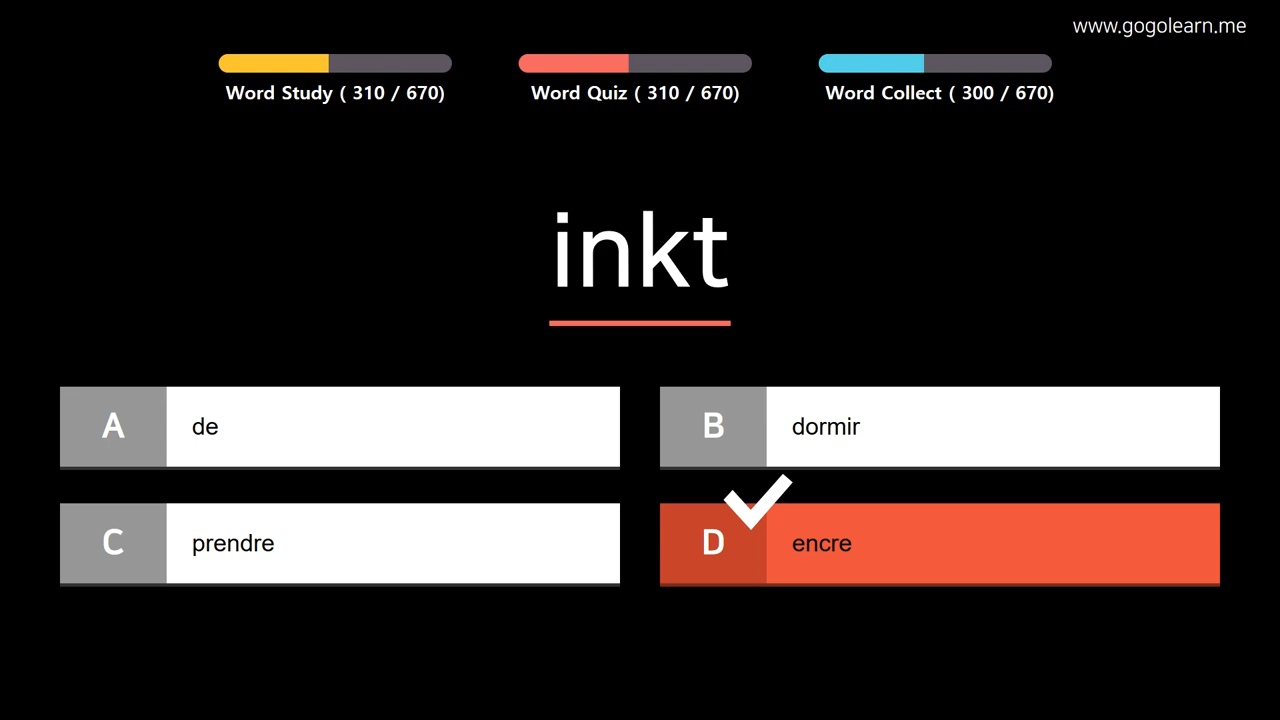 www.gogolearn.me
Word Study ( 310 / 670)
Word Quiz ( 310 / 670)
Word Collect ( 300 / 670)
inkt
A de
B dormir
C prendre
D encre